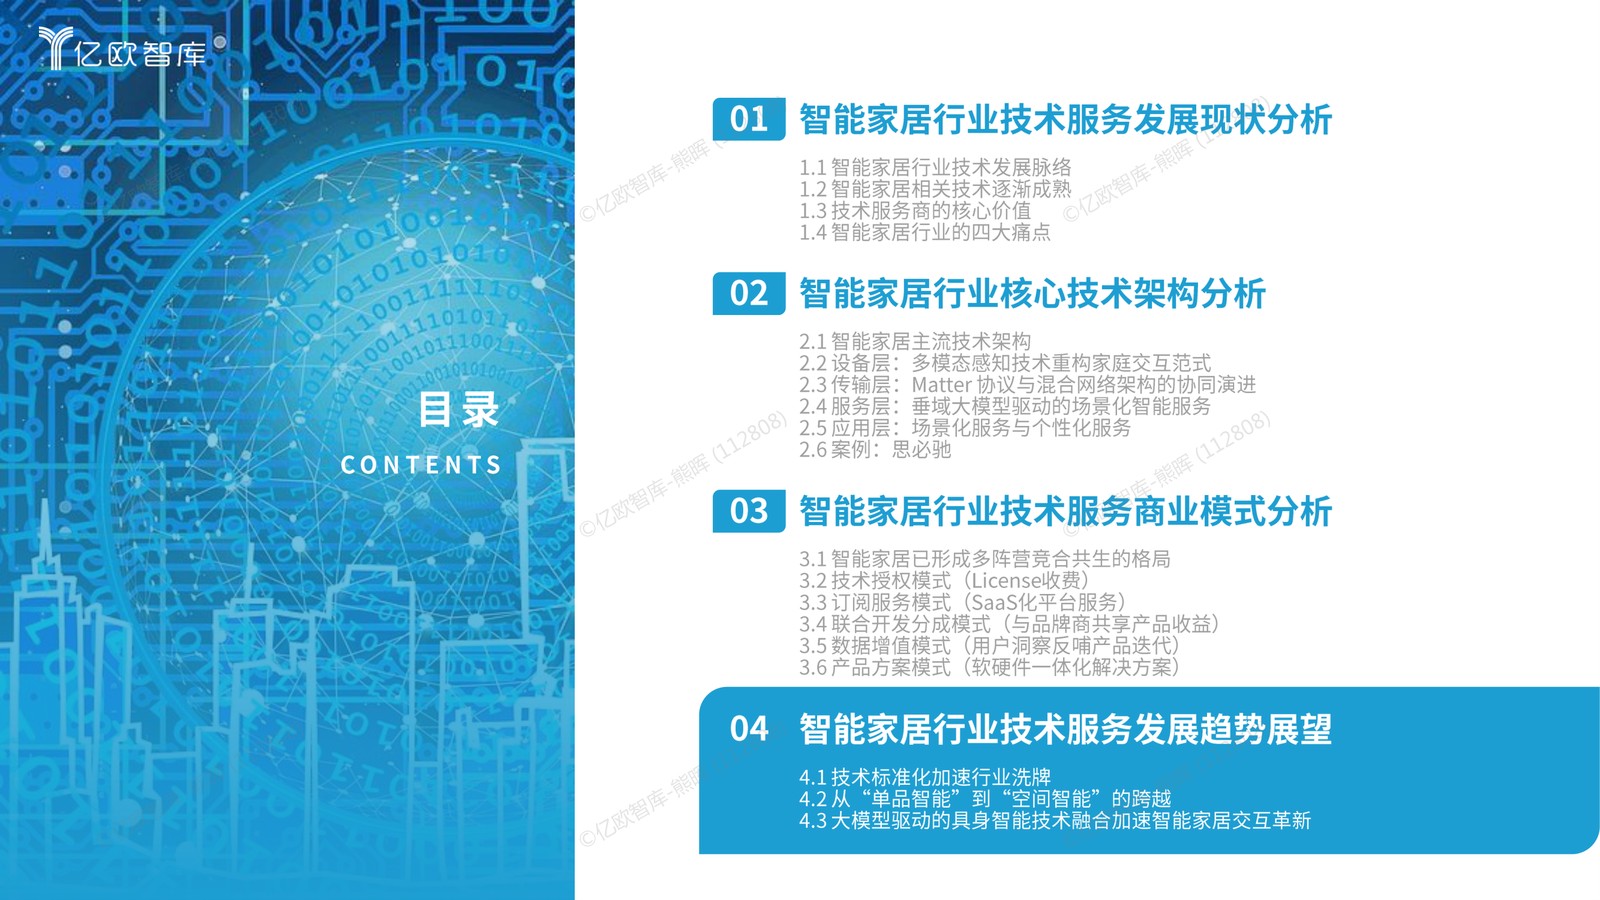 亿欧智库
目录
CONTENTS
01 智能家居行业技术服务发展现状分析
1.1 智能家居行业技术发展脉络
1.2 智能家居相关技术逐渐成熟
1.3 技术服务商的核心价值
1.4 智能家居行业的四大痛点
02 智能家居行业核心技术架构分析
2.1 智能家居主流技术架构
2.2 设备层：多模态感知技术重构家庭交互范式
2.3 传输层：Matter 协议与混合网络架构的协同演进
2.4 服务层：垂域大模型驱动的场景化智能服务
2.5 应用层：场景化服务与个性化服务
2.6 案例：思必驰
03 智能家居行业技术服务商业模式分析
3.1 智能家居已形成多阵营竞合共生的格局
3.2 技术授权模式（License收费）
3.3 订阅服务模式（SaaS化平台服务）
3.4 联合开发分成模式（与品牌商共享产品收益）
3.5 数据增值模式（用户洞察反哺产品迭代）
3.6 产品方案模式（软硬件一体化解决方案）
04 智能家居行业技术服务发展趋势展望
4.1 技术标准化加速行业洗牌
4.2 从“单品智能”到“空间智能”的跨越
4.3 大模型驱动的具身智能技术融合加速智能家居交互革新
©亿欧智库-熊晖 (112808)
©亿欧智库-熊晖 (112808)
©亿欧智库-熊晖 (112808)
©亿欧智库-熊晖 (112808)
©亿欧智库-熊晖